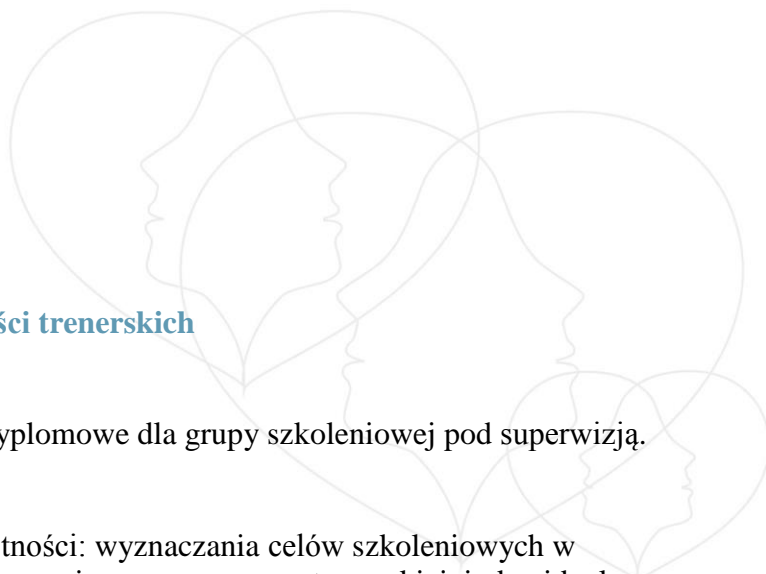 ści trenerskich
yplomowe dla grupy szkoleniowej pod superwizją.
tności: wyznaczania celów szkoleniowych w